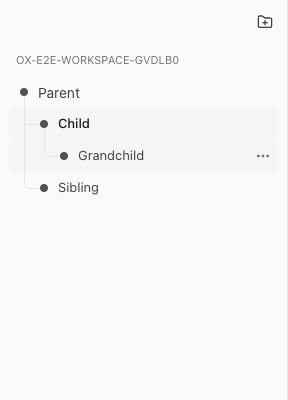 OX-E2E-WORKSPACE-GVDLB0
Parent
Child
Grandchild
Sibling